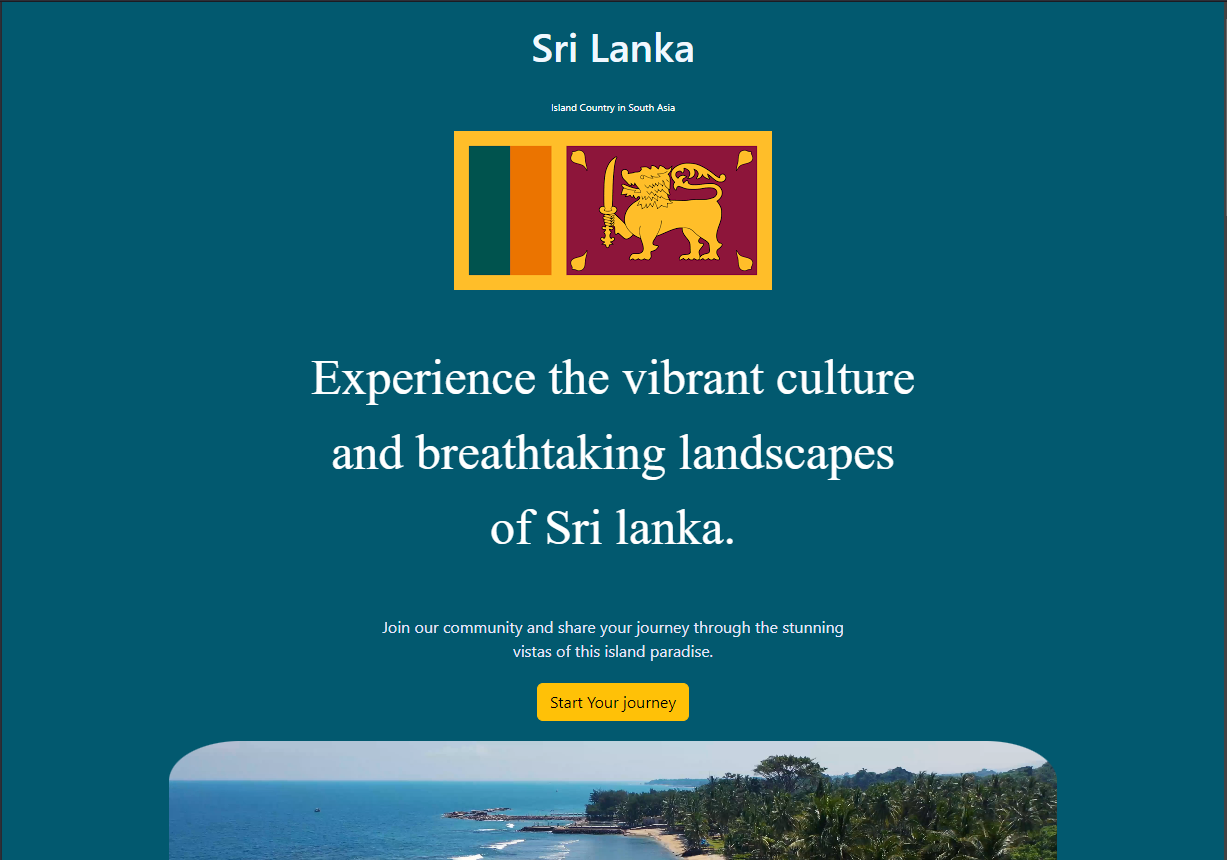 Sri Lanka
Island Country in South Asia
Experience the vibrant culture
and breathtaking landscapes
of Sri lanka.
Join our community and share your journey through the stunning
vistas of this island paradise.
Start Your journey